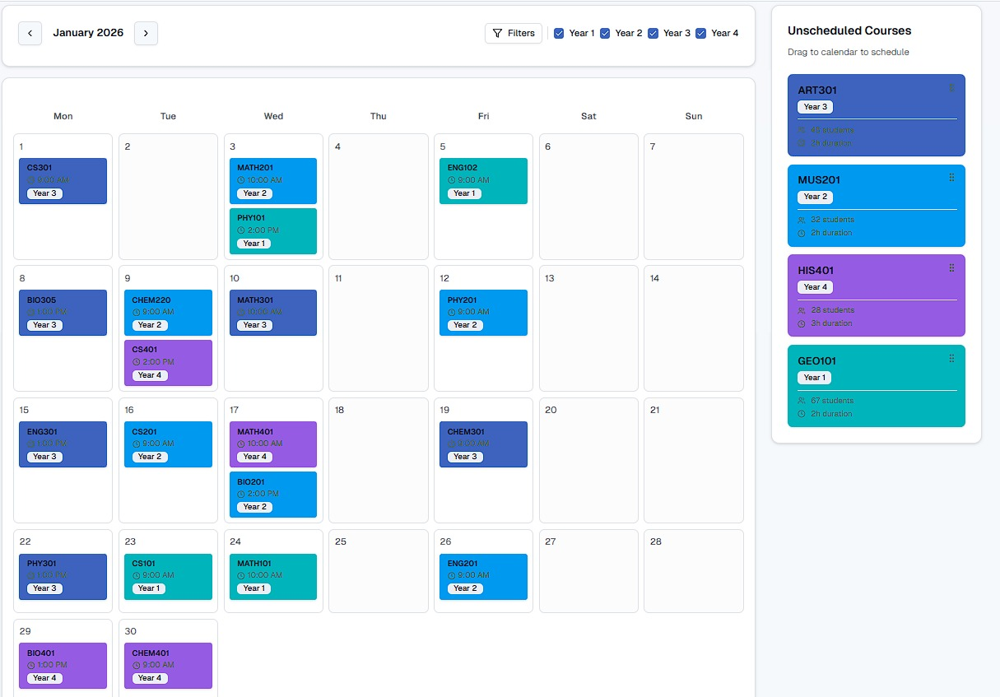 January 2026
Filters
Year 1
Year 2
Year 3
Year 4
Mon
Tue
Wed
Thu
Fri
Sat
Sun
1
CS301
9:00 AM
Year 3
2
3
MATH201
10:00 AM
Year 2
PHY101
2:00 PM
Year 1
4
5
ENG102
9:00 AM
Year 1
6
7
8
BIO305
1:00 PM
Year 3
9
CHEM220
9:00 AM
Year 2
CS401
2:00 PM
Year 4
10
MATH301
10:00 AM
Year 3
11
12
PHY201
9:00 AM
Year 2
13
14
15
ENG301
1:00 PM
Year 3
16
CS201
9:00 AM
Year 2
17
MATH401
10:00 AM
Year 4
BIO201
2:00 PM
Year 2
18
19
CHEM301
9:00 AM
Year 3
20
21
22
PHY301
1:00 PM
Year 3
23
CS101
9:00 AM
Year 1
24
MATH101
10:00 AM
Year 1
25
26
ENG201
9:00 AM
Year 2
27
28
29
BIO401
1:00 PM
Year 4
30
CHEM401
9:00 AM
Year 4
Unscheduled Courses
Drag to calendar to schedule
ART301
Year 3
45 students
2h duration
MUS201
Year 2
32 students
2h duration
HIS401
Year 4
28 students
3h duration
GEO101
Year 1
67 students
2h duration